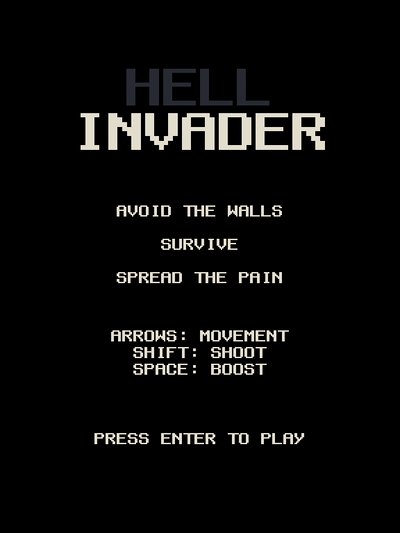 HELL
INVADER
AVOID THE WALLS
SURVIVE
SPREAD THE PAIN
ARROWS: MOVEMENT
SHIFT: SHOOT
SPACE: BOOST
PRESS ENTER TO PLAY